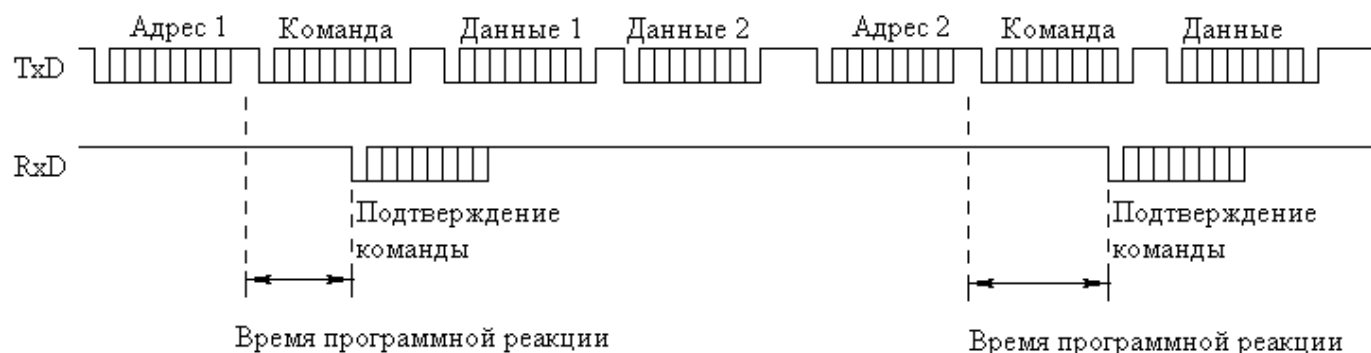 Адрес 1 Команда Данные 1 Данные 2 Адрес 2 Команда Данные
TxD
RxD
Подтверждение
команды
Подтверждение
команды
Время программной реакции
Время программной реакции